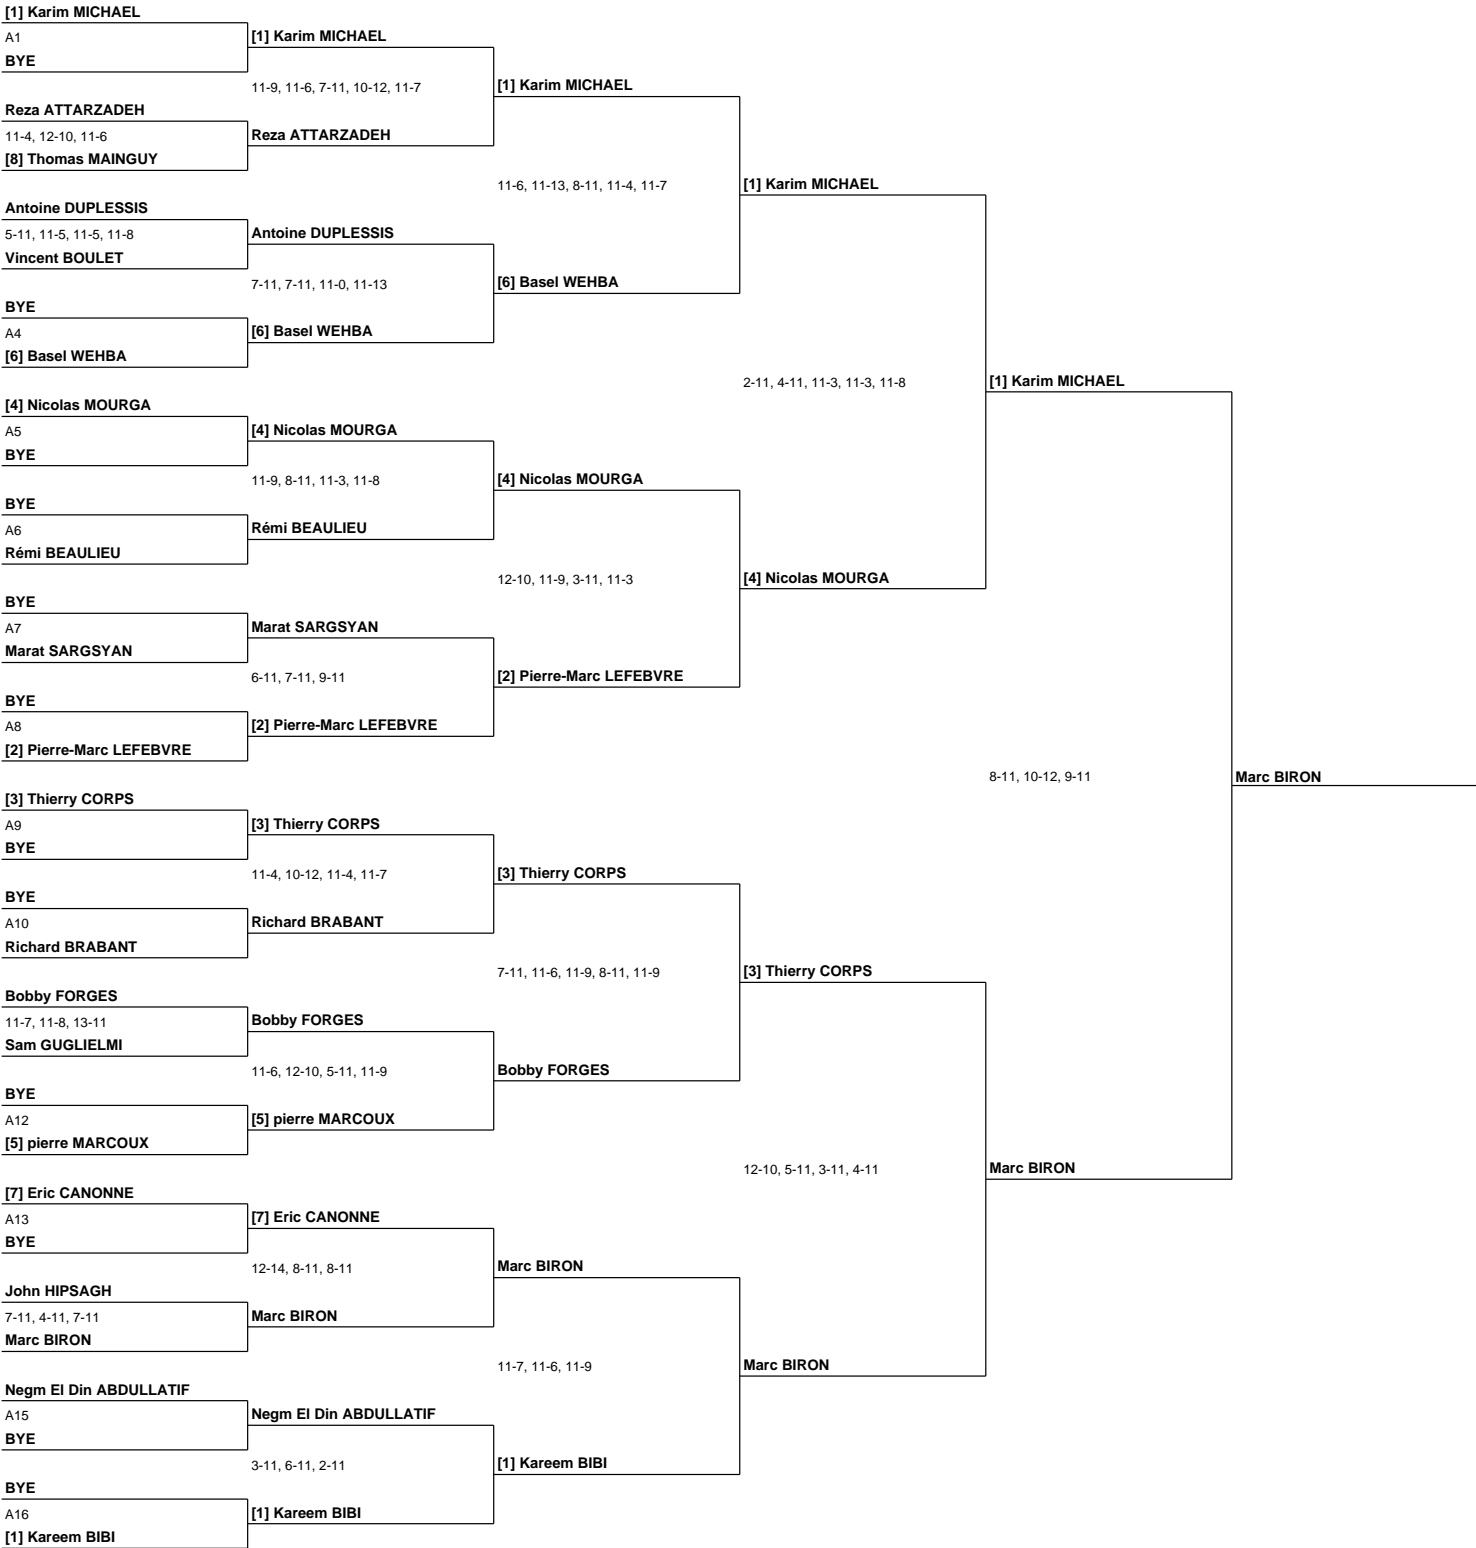 [1] Karim MICHAEL
A1
BYE
Reza ATTARZADEH
11-4, 12-10, 11-6
[8] Thomas MAINGUY
Antoine DUPLESSIS
5-11, 11-5, 11-5, 11-8
Vincent BOULET
BYE
A4
[6] Basel WEHBA
[4] Nicolas MOURGA
A5
BYE
BYE
A6
Rémi BEAULIEU
BYE
A7
Marat SARGSYAN
BYE
A8
[2] Pierre-Marc LEFEBVRE
[3] Thierry CORPS
A9
BYE
BYE
A10
Richard BRABANT
Bobby FORGES
11-7, 11-8, 13-11
Sam GUGLIELMI
BYE
A12
[5] pierre MARCOUX
[7] Eric CANONNE
A13
BYE
John HIPSAGH
7-11, 4-11, 7-11
Marc BIRON
Negm El Din ABDULLATIF
A15
BYE
BYE
A16
[1] Kareem BIBI
[1] Karim MICHAEL
11-9, 11-6, 7-11, 10-12, 11-7
Reza ATTARZADEH
Antoine DUPLESSIS
7-11, 7-11, 11-0, 11-13
[6] Basel WEHBA
[4] Nicolas MOURGA
11-9, 8-11, 11-3, 11-8
Rémi BEAULIEU
Marat SARGSYAN
6-11, 7-11, 9-11
[2] Pierre-Marc LEFEBVRE
[3] Thierry CORPS
11-4, 10-12, 11-4, 11-7
Richard BRABANT
Bobby FORGES
11-6, 12-10, 5-11, 11-9
[5] pierre MARCOUX
[7] Eric CANONNE
12-14, 8-11, 8-11
Marc BIRON
Negm El Din ABDULLATIF
3-11, 6-11, 2-11
[1] Kareem BIBI
[1] Karim MICHAEL
11-6, 11-13, 8-11, 11-4, 11-7
[6] Basel WEHBA
[4] Nicolas MOURGA
12-10, 11-9, 3-11, 11-3
[2] Pierre-Marc LEFEBVRE
[3] Thierry CORPS
7-11, 11-6, 11-9, 8-11, 11-9
Bobby FORGES
Marc BIRON
11-7, 11-6, 11-9
[1] Kareem BIBI
[1] Karim MICHAEL
2-11, 4-11, 11-3, 11-3, 11-8
[4] Nicolas MOURGA
[3] Thierry CORPS
12-10, 5-11, 3-11, 4-11
Marc BIRON
[1] Karim MICHAEL
8-11, 10-12, 9-11
Marc BIRON
Marc BIRON